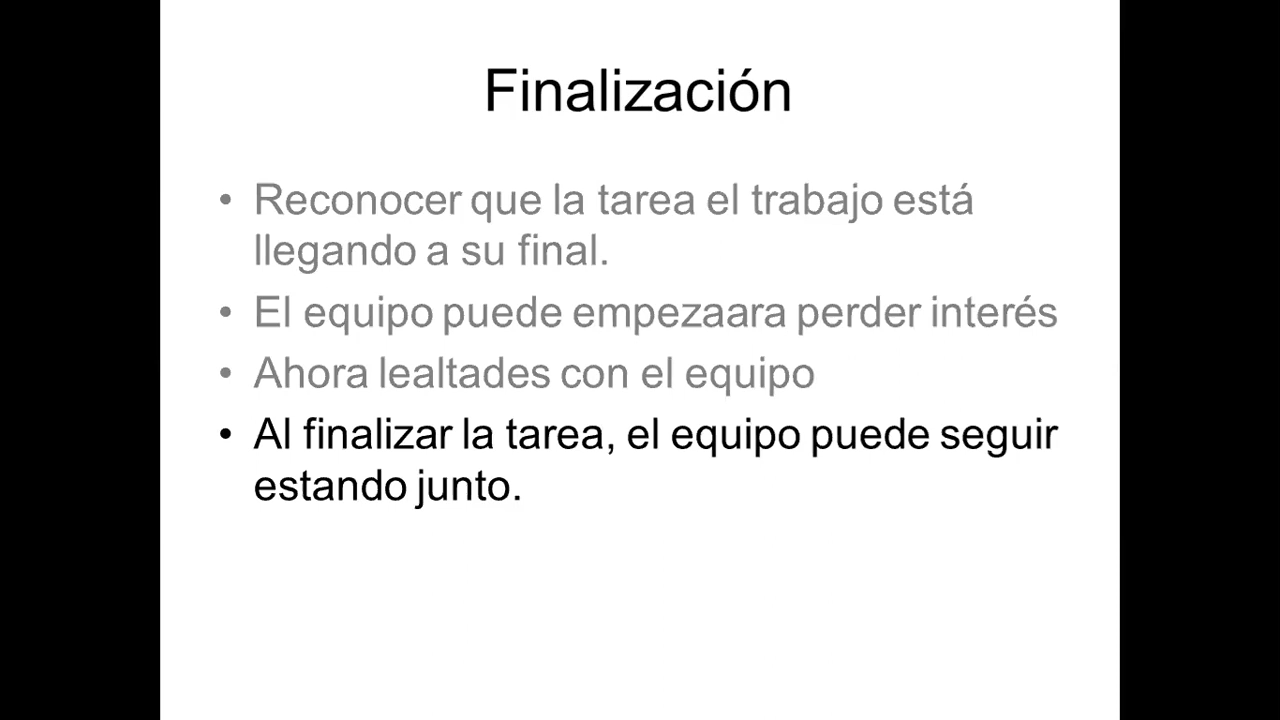 Finalización
• Reconocer que la tarea el trabajo está
llegando a su final.
• El equipo puede empezaara perder interés
• Ahora lealtades con el equipo
• Al finalizar la tarea, el equipo puede seguir
estando junto.